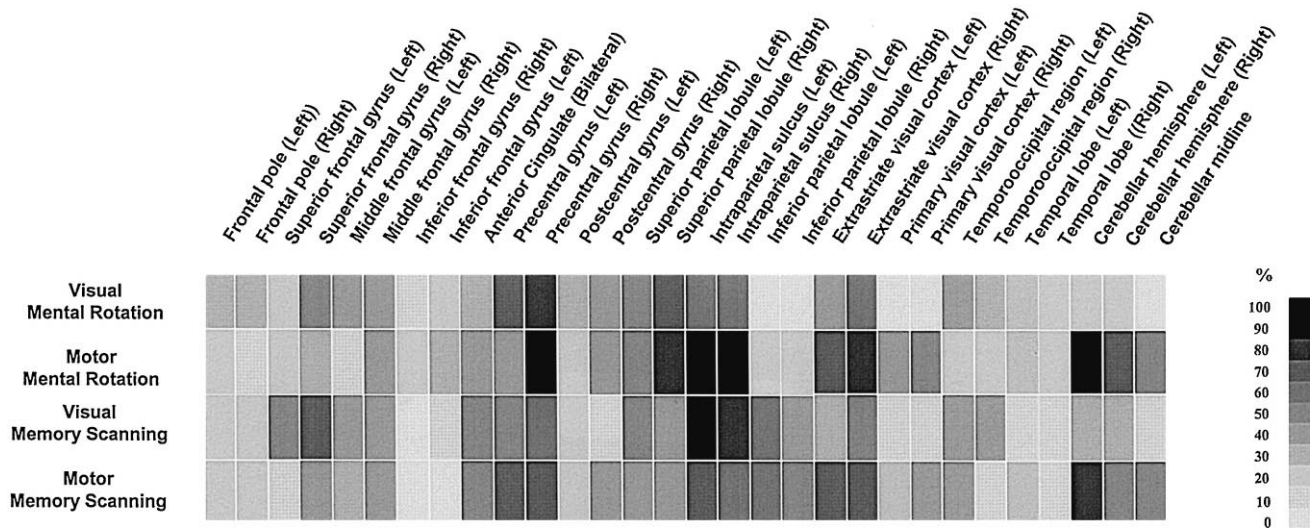 Frontal pole (Left))
Frontal pole (Right)
Superior frontal gyrus (Left)
Superior frontal gyrus (Right)
Middle frontal gyrus (Left)
Middle frontal gyrus (Right)
Inferior frontal gyrus (Right)
Inferior frontal gyrus (Left)
Anterior Cingulate (Bilateral)
Precentral gyrus (Left)
Precentral gyrus (Right)
Postcentral gyrus (Left)
Postcentral gyrus (Right)
Superior parietal lobule (Left)
Superior parietal lobule (Right)
Intraparietal sulcus (Left)
Intraparietal sulcus (Right)
Inferior parietal lobule (Left)
Inferior parietal lobule (Right)
Extrastriate visual cortex (Left)
Extrastriate visual cortex (Right)
Primary visual cortex (Left)
Primary visual cortex (Right)
Temporooccipital region (Left)
Temporooccipital region (Right)
Temporal lobe (Left)
Temporal lobe ((Right)
Cerebellar hemisphere (Left)
Cerebellar hemisphere (Right)
Cerebellar midline
Visual
Mental Rotation
Motor
Mental Rotation
Visual
Memory Scanning
Motor
Memory Scanning
%
100
90
80
70
60
50
40
30
20
10
0